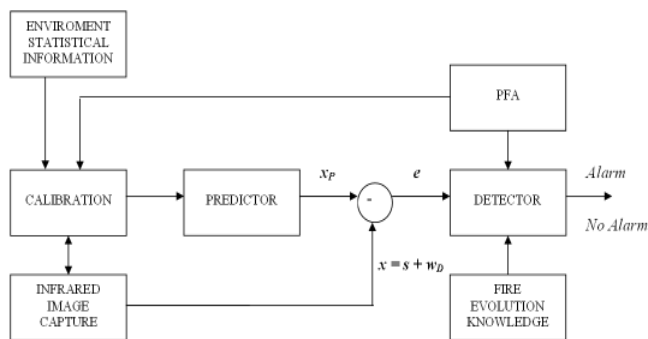 ENVIROMENT
STATISTICAL
INFORMATION
PFA
CALIBRATION
PREDICTOR
x_P
-
e
DETECTOR
Alarm
No Alarm
x = s + w_D
INFRARED
IMAGE
CAPTURE
FIRE
EVOLUTION
KNOWLEDGE